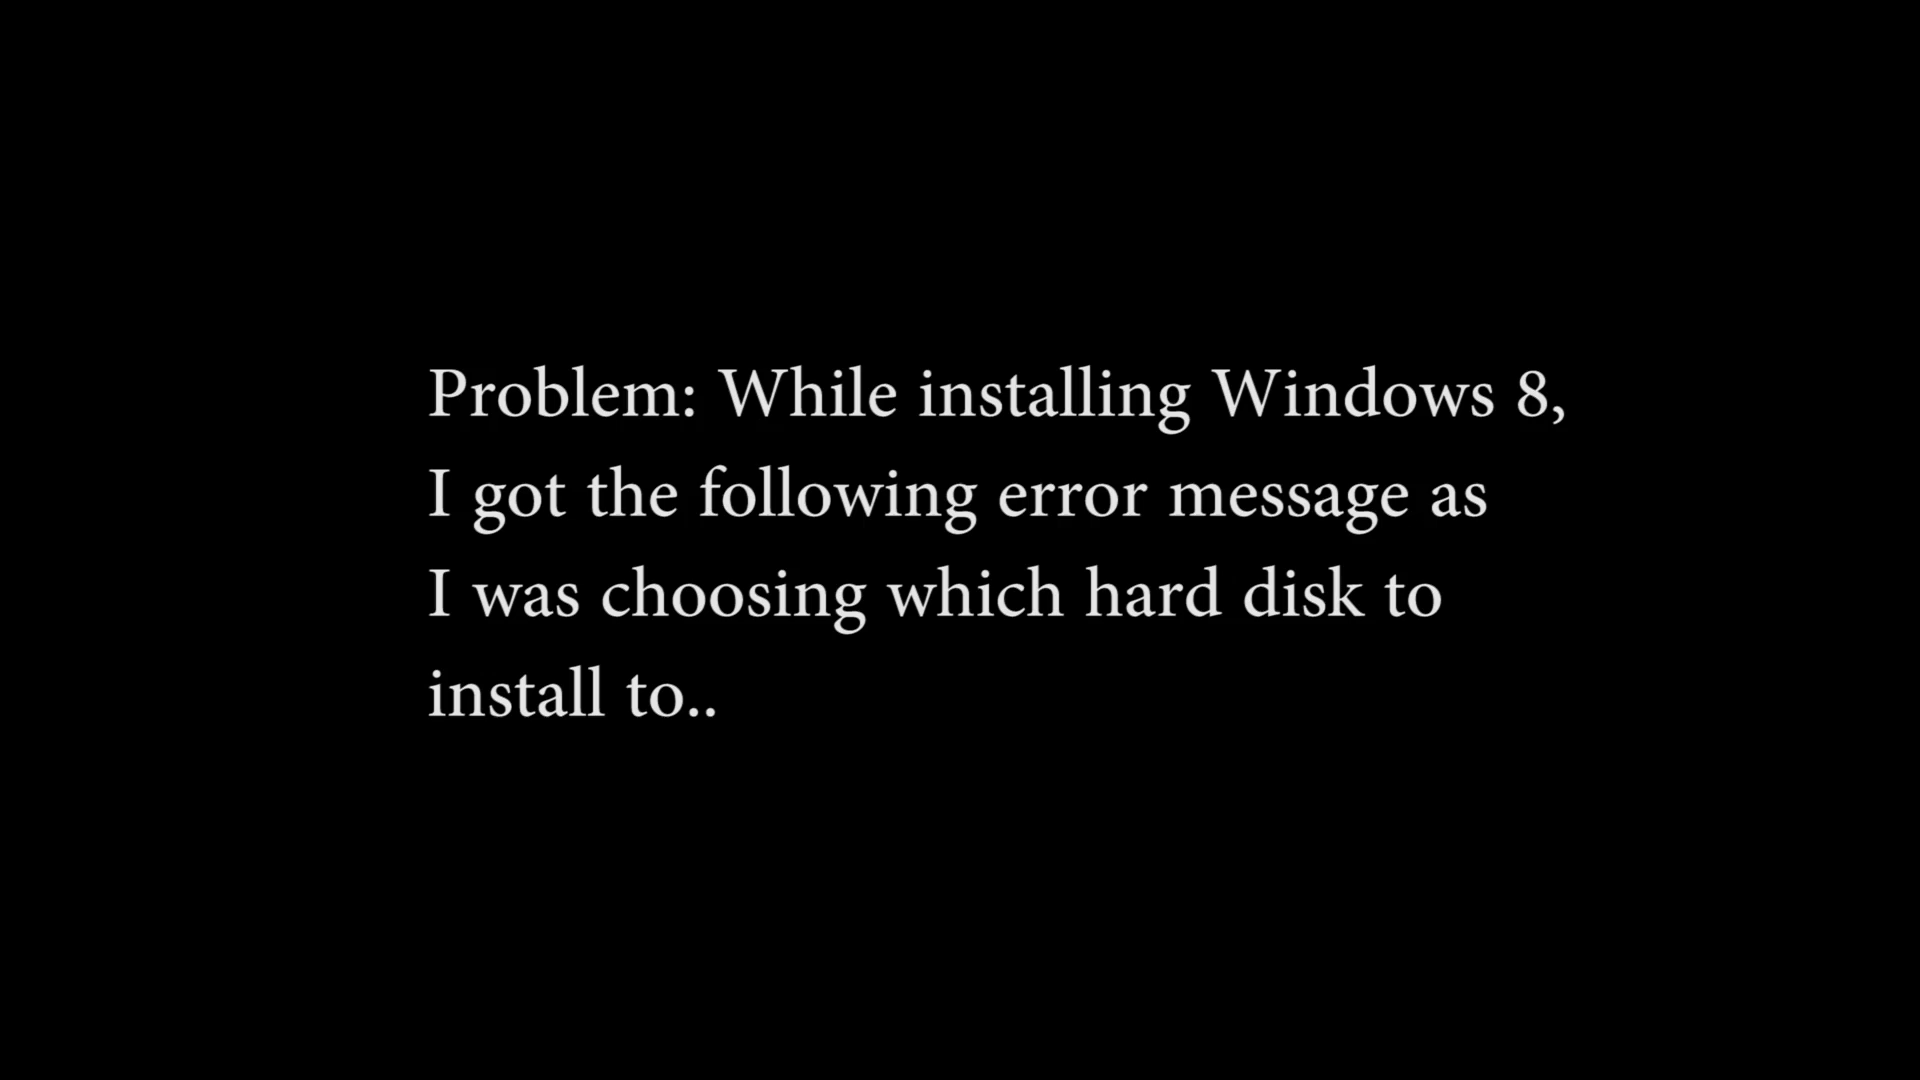 Problem: While installing Windows 8,
I got the following error message as
I was choosing which hard disk to
install to..